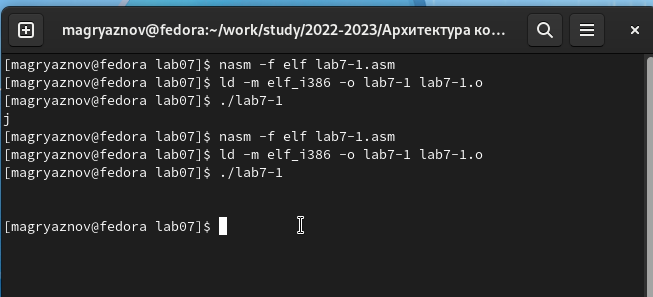 magryaznov@fedora:~/work/study/2022-2023/Архитектура ко...
[magryaznov@fedora lab07]$ nasm -f elf lab7-1.asm
[magryaznov@fedora lab07]$ ld -m elf_i386 -o lab7-1 lab7-1.o
[magryaznov@fedora lab07]$ ./lab7-1
j
[magryaznov@fedora lab07]$ nasm -f elf lab7-1.asm
[magryaznov@fedora lab07]$ ld -m elf_i386 -o lab7-1 lab7-1.o
[magryaznov@fedora lab07]$ ./lab7-1
[magryaznov@fedora lab07]$